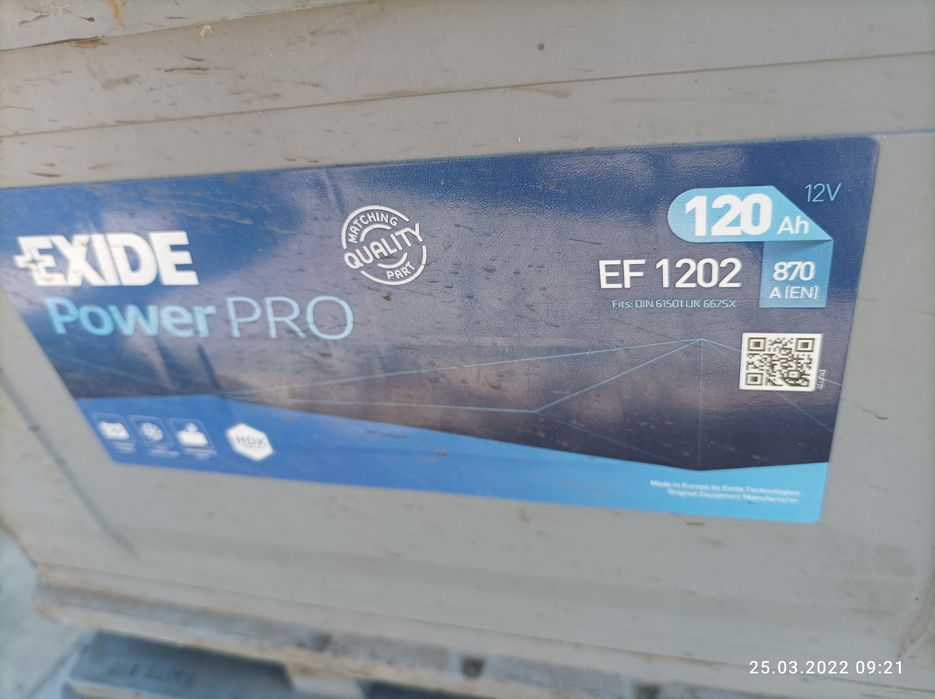 EXIDE
Power PRO
MATCHING
QUALITY
PART
12V
120 Ah
EF 1202
870
A (EN)
Fits: DIN 61501 UK 667SX
HDX
Made in Europe by Exide Technologies.
Original Equipment Manufacturer
25.03.2022 09:21